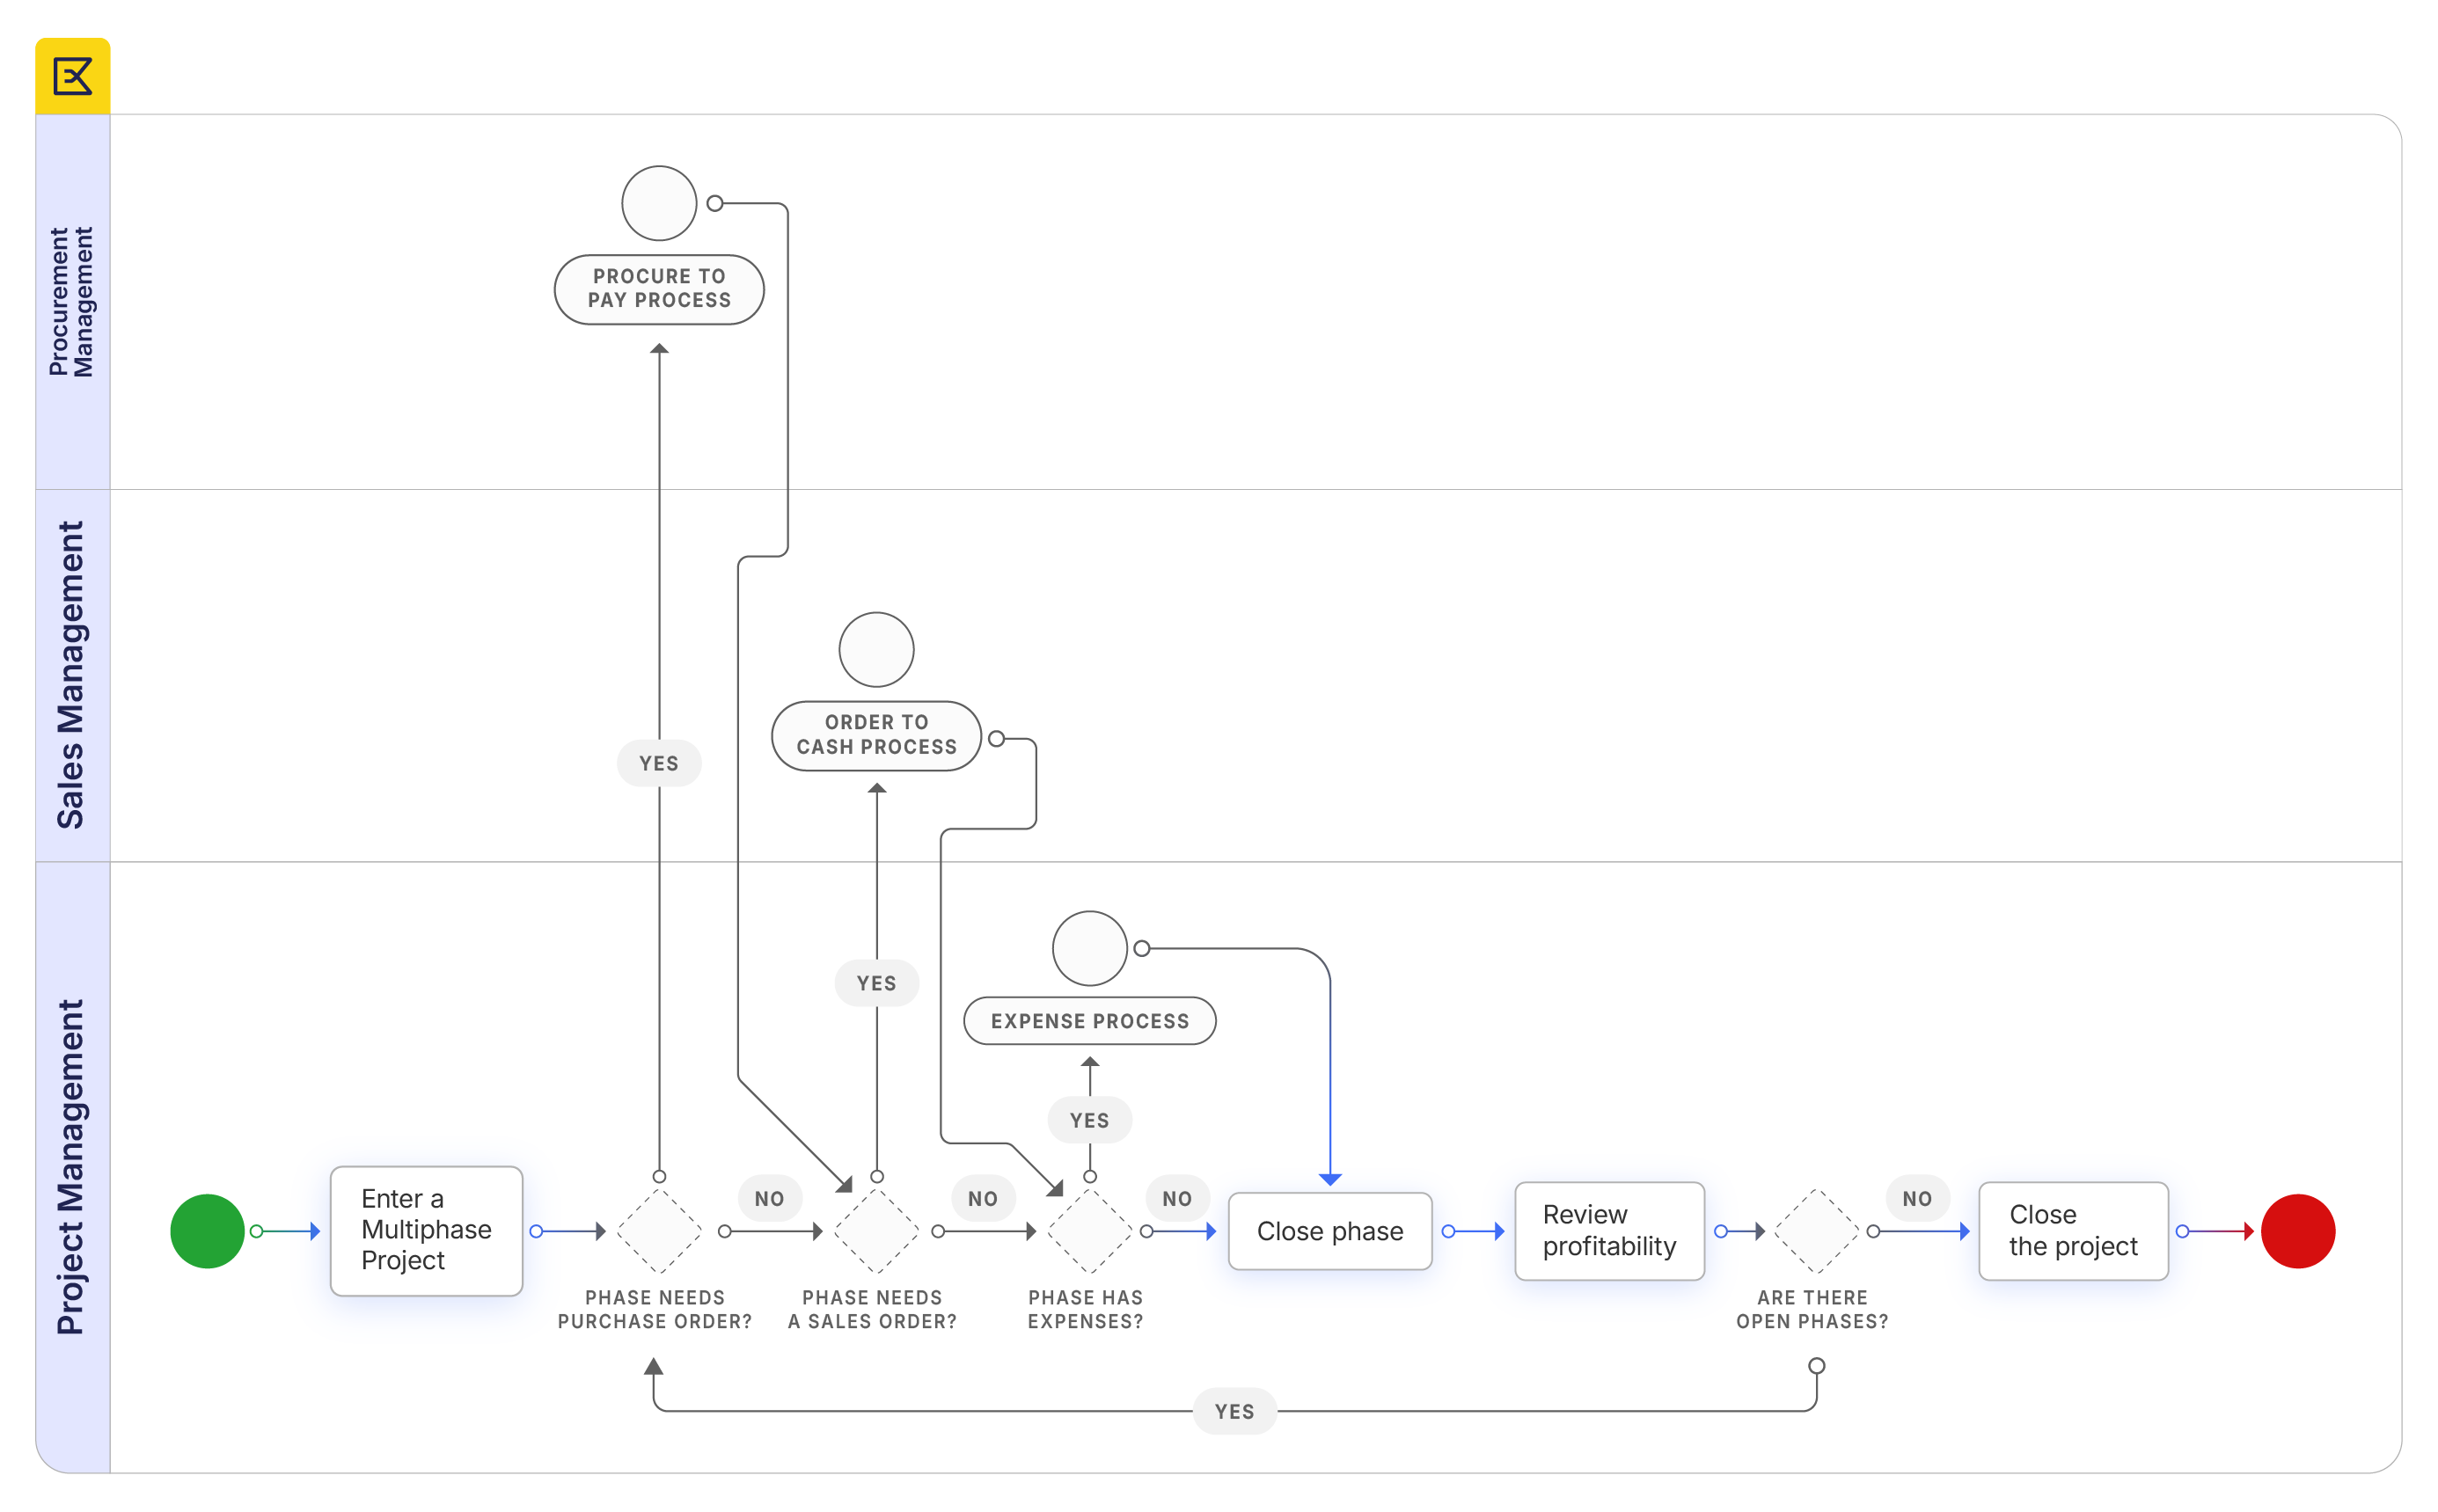 Procurement
Management
PROCURE TO
PAY PROCESS
Sales Management
ORDER TO
CASH PROCESS
YES
Project Management
YES
EXPENSE PROCESS
YES
Enter a
Multiphase
Project
NO
NO
NO
Close phase
Review
profitability
NO
Close
the project
PHASE NEEDS
PURCHASE ORDER?
PHASE NEEDS
A SALES ORDER?
PHASE HAS
EXPENSES?
ARE THERE
OPEN PHASES?
YES